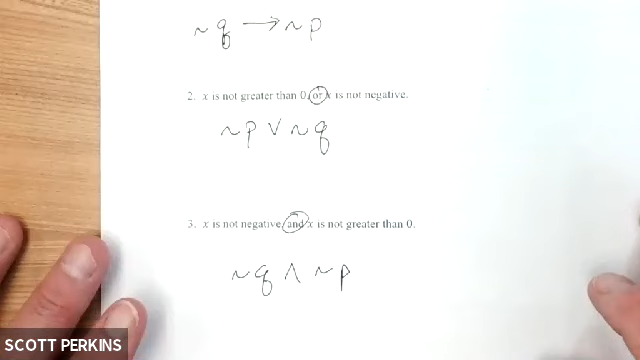 ~q → ~p
2. x is not greater than 0, or x is not negative.
~p ∨ ~q
3. x is not negative, and x is not greater than 0.
~q ∧ ~p
SCOTT PERKINS